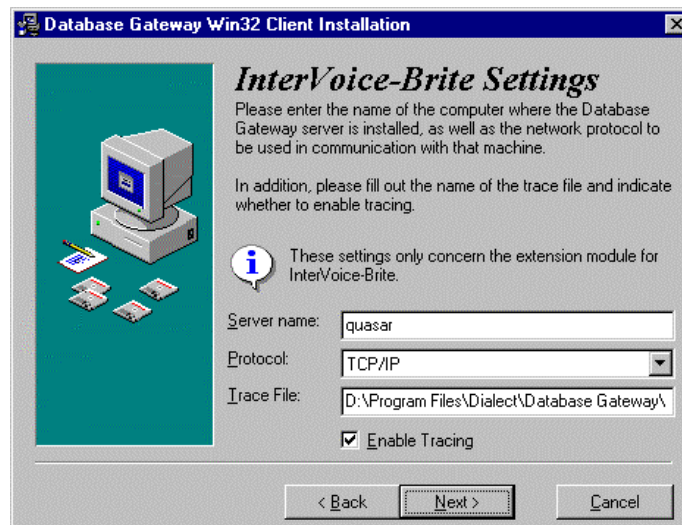 Database Gateway Win32 Client Installation
InterVoice-Brite Settings
Please enter the name of the computer where the Database
Gateway server is installed, as well as the network protocol to
be used in communication with that machine.
In addition, please fill out the name of the trace file and indicate
whether to enable tracing.
These settings only concern the extension module for
InterVoice-Brite.
Server name: quasar
Protocol: TCP/IP
Trace File: D:\Program Files\Dialect\Database Gateway\
Enable Tracing
< Back Next > Cancel